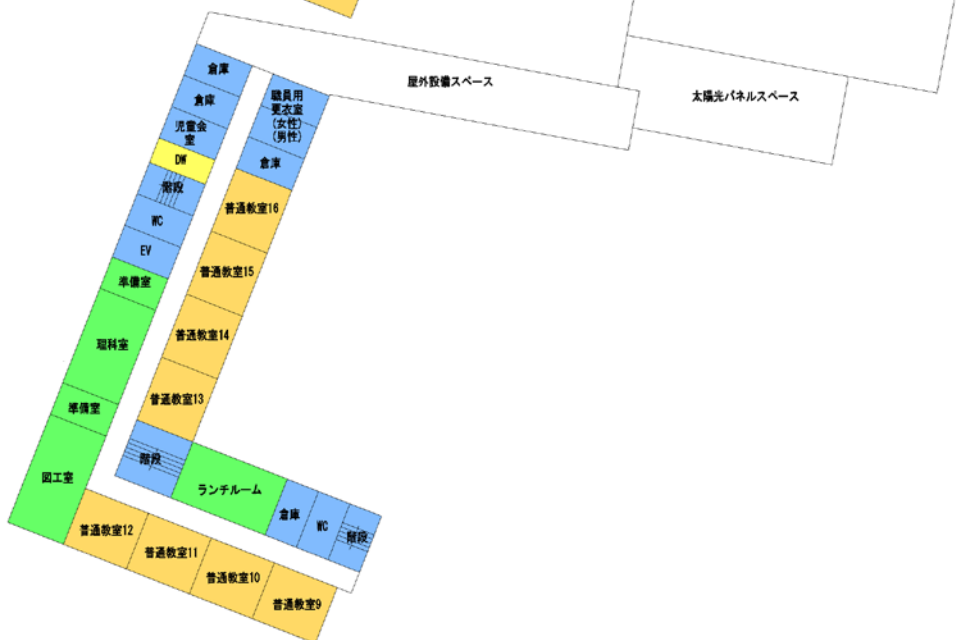 屋外設備スペース
太陽光パネルスペース
倉庫
倉庫
児童会
室
DW
階段
WC
EV
準備室
理科室
準備室
図工室
職員用
更衣室
(女性)
(男性)
倉庫
普通教室16
普通教室15
普通教室14
普通教室13
階段
ランチルーム
倉庫
WC
階段
普通教室12
普通教室11
普通教室10
普通教室9